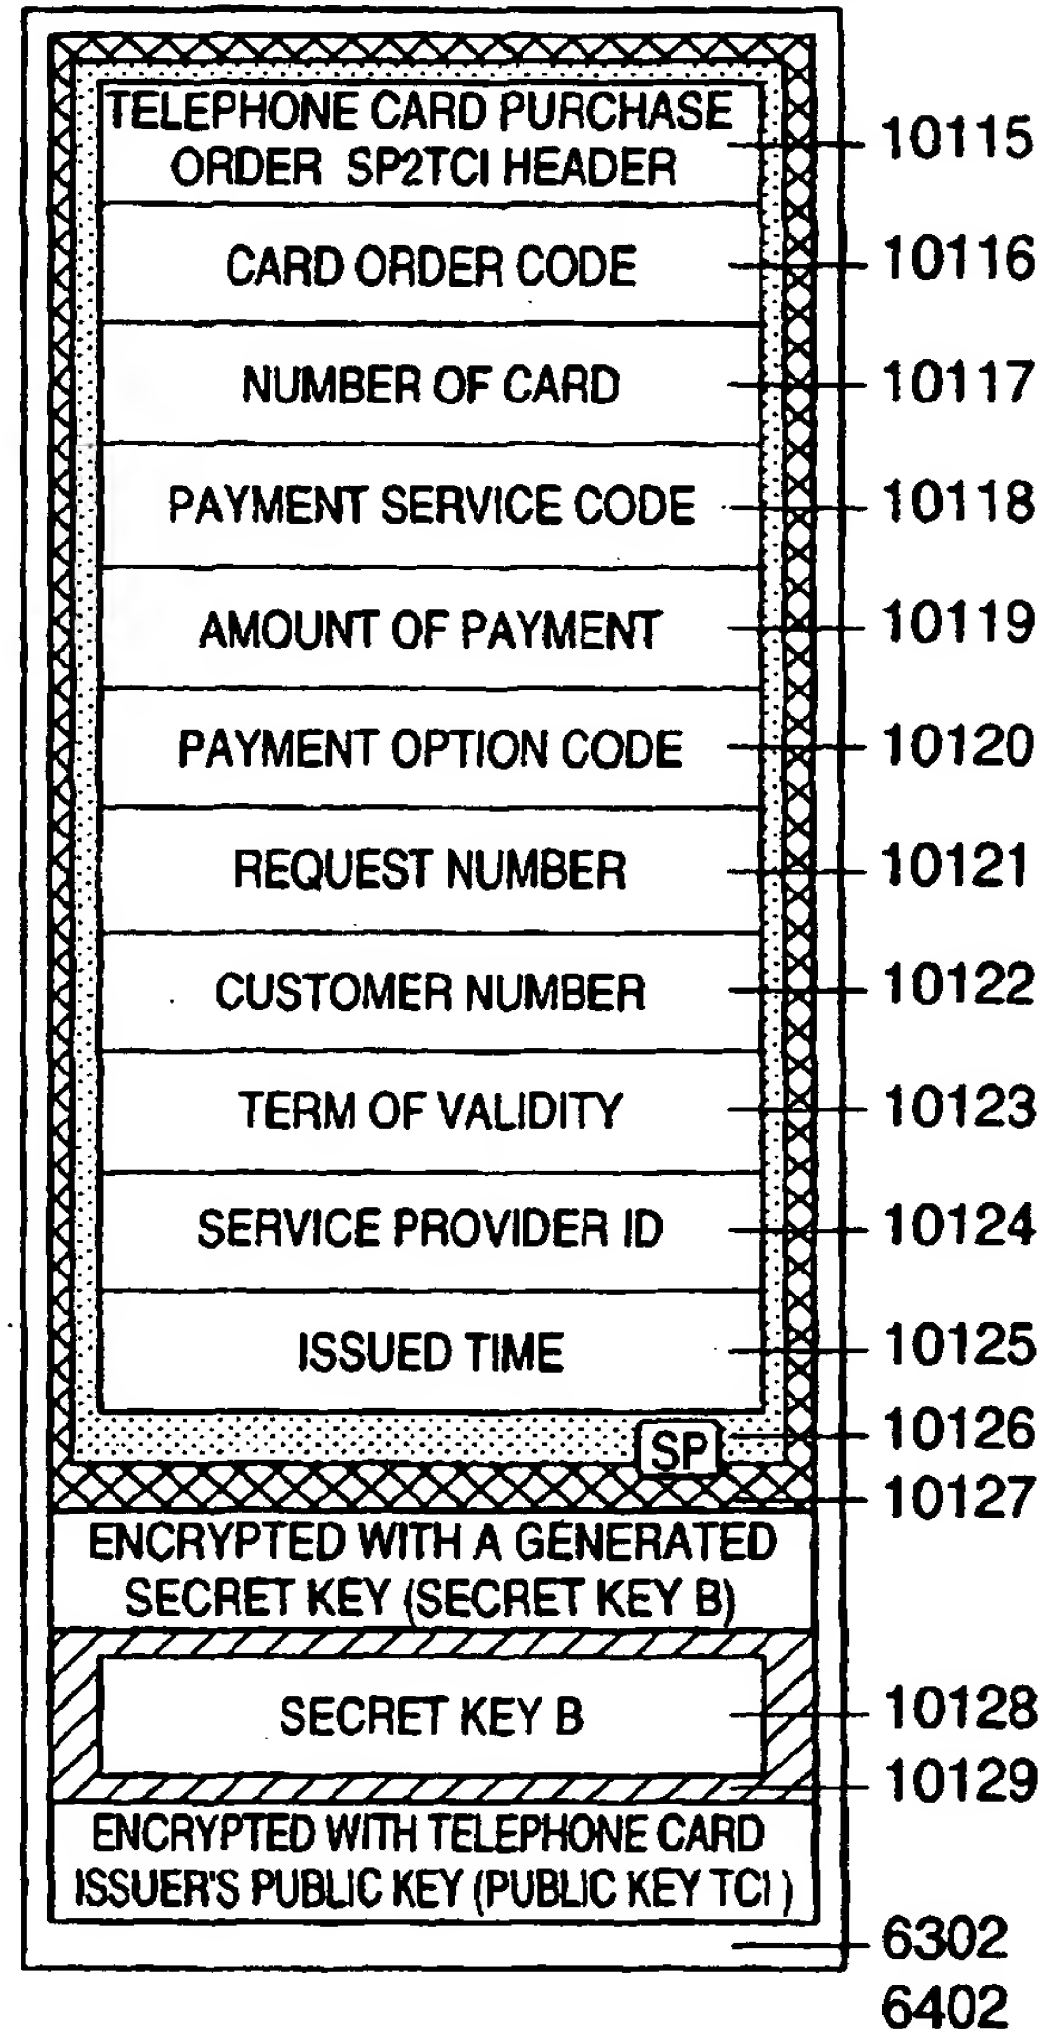 TELEPHONE CARD PURCHASE
ORDER SP2TCI HEADER
10115
CARD ORDER CODE
10116
NUMBER OF CARD
10117
PAYMENT SERVICE CODE
10118
AMOUNT OF PAYMENT
10119
PAYMENT OPTION CODE
10120
REQUEST NUMBER
10121
CUSTOMER NUMBER
10122
TERM OF VALIDITY
10123
SERVICE PROVIDER ID
10124
ISSUED TIME
10125
SP
10126
10127
ENCRYPTED WITH A GENERATED
SECRET KEY (SECRET KEY B)
SECRET KEY B
10128
10129
ENCRYPTED WITH TELEPHONE CARD
ISSUER'S PUBLIC KEY (PUBLIC KEY TCI)
6302
6402